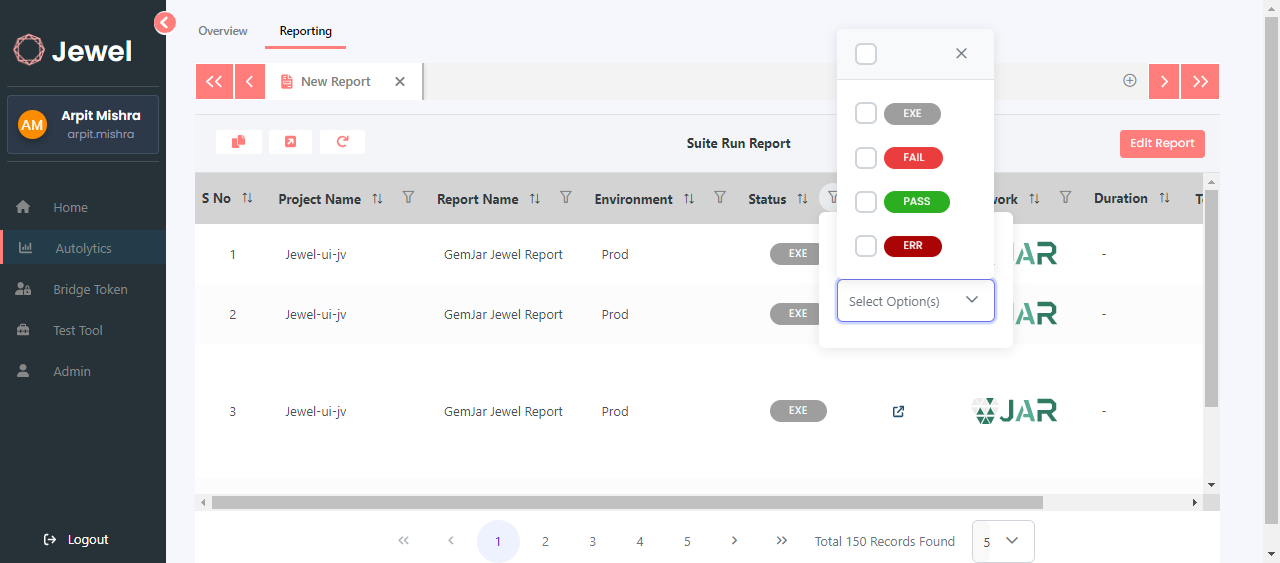 Jewel
AM
Arpit Mishra
arpit.mishra
Home
Autolytics
Bridge Token
Test Tool
Admin
Logout
Overview
Reporting
New Report
Suite Run Report
Edit Report
S No
Project Name
Report Name
Environment
Status
work
Duration
1
Jewel-ui-jv
GemJar Jewel Report
Prod
EXE
JAR
-
2
Jewel-ui-jv
GemJar Jewel Report
Prod
EXE
JAR
-
3
Jewel-ui-jv
GemJar Jewel Report
Prod
EXE
JAR
-
EXE
FAIL
PASS
ERR
Select Option(s)
1 2 3 4 5
Total 150 Records Found
5